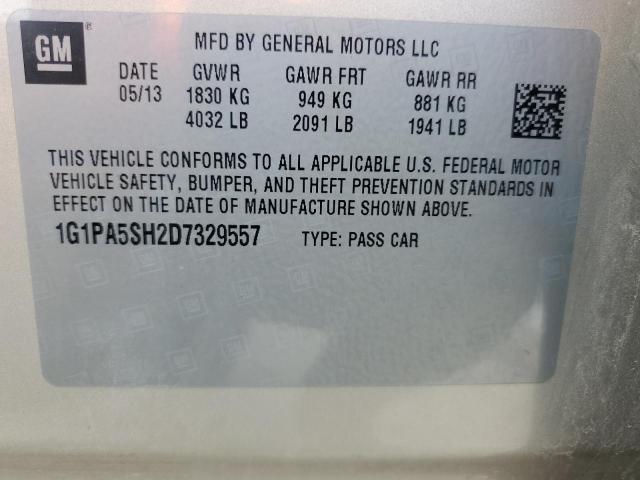 GM
MFD BY GENERAL MOTORS LLC
DATE GVWR GAWR FRT GAWR RR
05/13 1830 KG 949 KG 881 KG
4032 LB 2091 LB 1941 LB
THIS VEHICLE CONFORMS TO ALL APPLICABLE U.S. FEDERAL MOTOR
VEHICLE SAFETY, BUMPER, AND THEFT PREVENTION STANDARDS IN
EFFECT ON THE DATE OF MANUFACTURE SHOWN ABOVE.
1G1PA5SH2D7329557 TYPE: PASS CAR